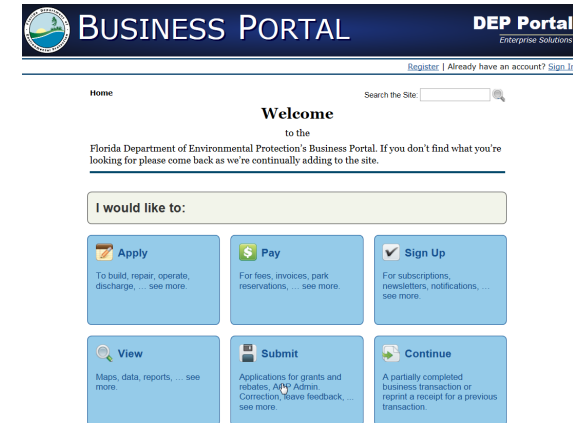 BUSINESS PORTAL
DEP Portal
Enterprise Solutions
Register | Already have an account? Sign In
Home
Search the Site:
Welcome
to the
Florida Department of Environmental Protection's Business Portal. If you don't find what you're
looking for please come back as we're continually adding to the site.
I would like to:
Apply
To build, repair, operate,
discharge, … see more.
Pay
For fees, invoices, park
reservations, … see more.
Sign Up
For subscriptions,
newsletters, notifications, …
see more.
View
Maps, data, reports, … see
more.
Submit
Applications for grants and
rebates, Admin.
Correction, leave feedback, …
see more.
Continue
A partially completed
business transaction or
reprint a receipt for a previous
transaction.